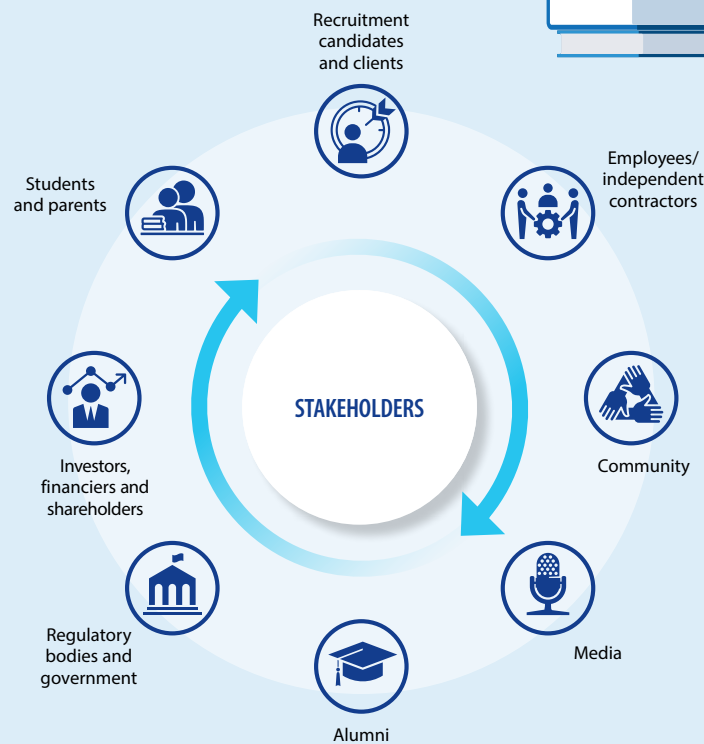 Recruitment
candidates
and clients
Employees/
independent
contractors
Students
and parents
STAKEHOLDERS
Community
Investors,
financiers and
shareholders
Media
Regulatory
bodies and
government
Alumni